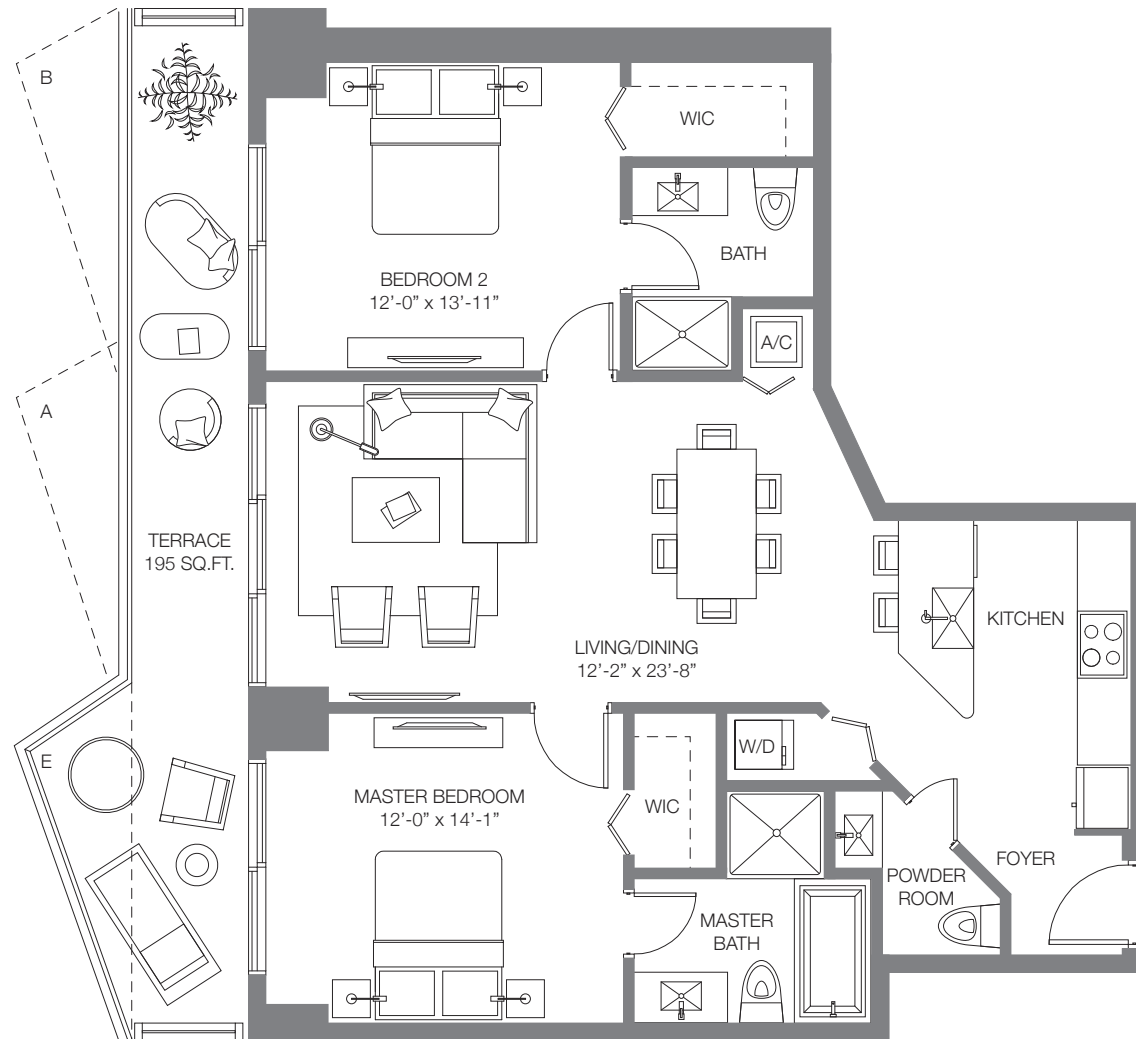 B
WIC
BATH
BEDROOM 2
12'-0” x 13'-11”
A/C
A
TERRACE
195 SQ.FT.
KITCHEN
LIVING/DINING
12'-2” x 23'-8”
E
W/D
MASTER BEDROOM
12'-0” x 14'-1”
WIC
FOYER
POWDER
ROOM
MASTER
BATH